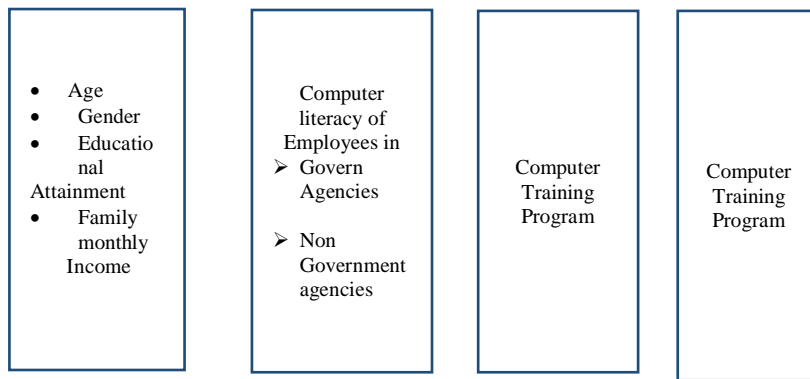 • Age
• Gender
• Educatio
nal
Attainment
• Family
monthly
Income
Computer
literacy of
Employees in
➢ Govern
Agencies
➢ Non
Government
agencies
Computer
Training
Program
Computer
Training
Program